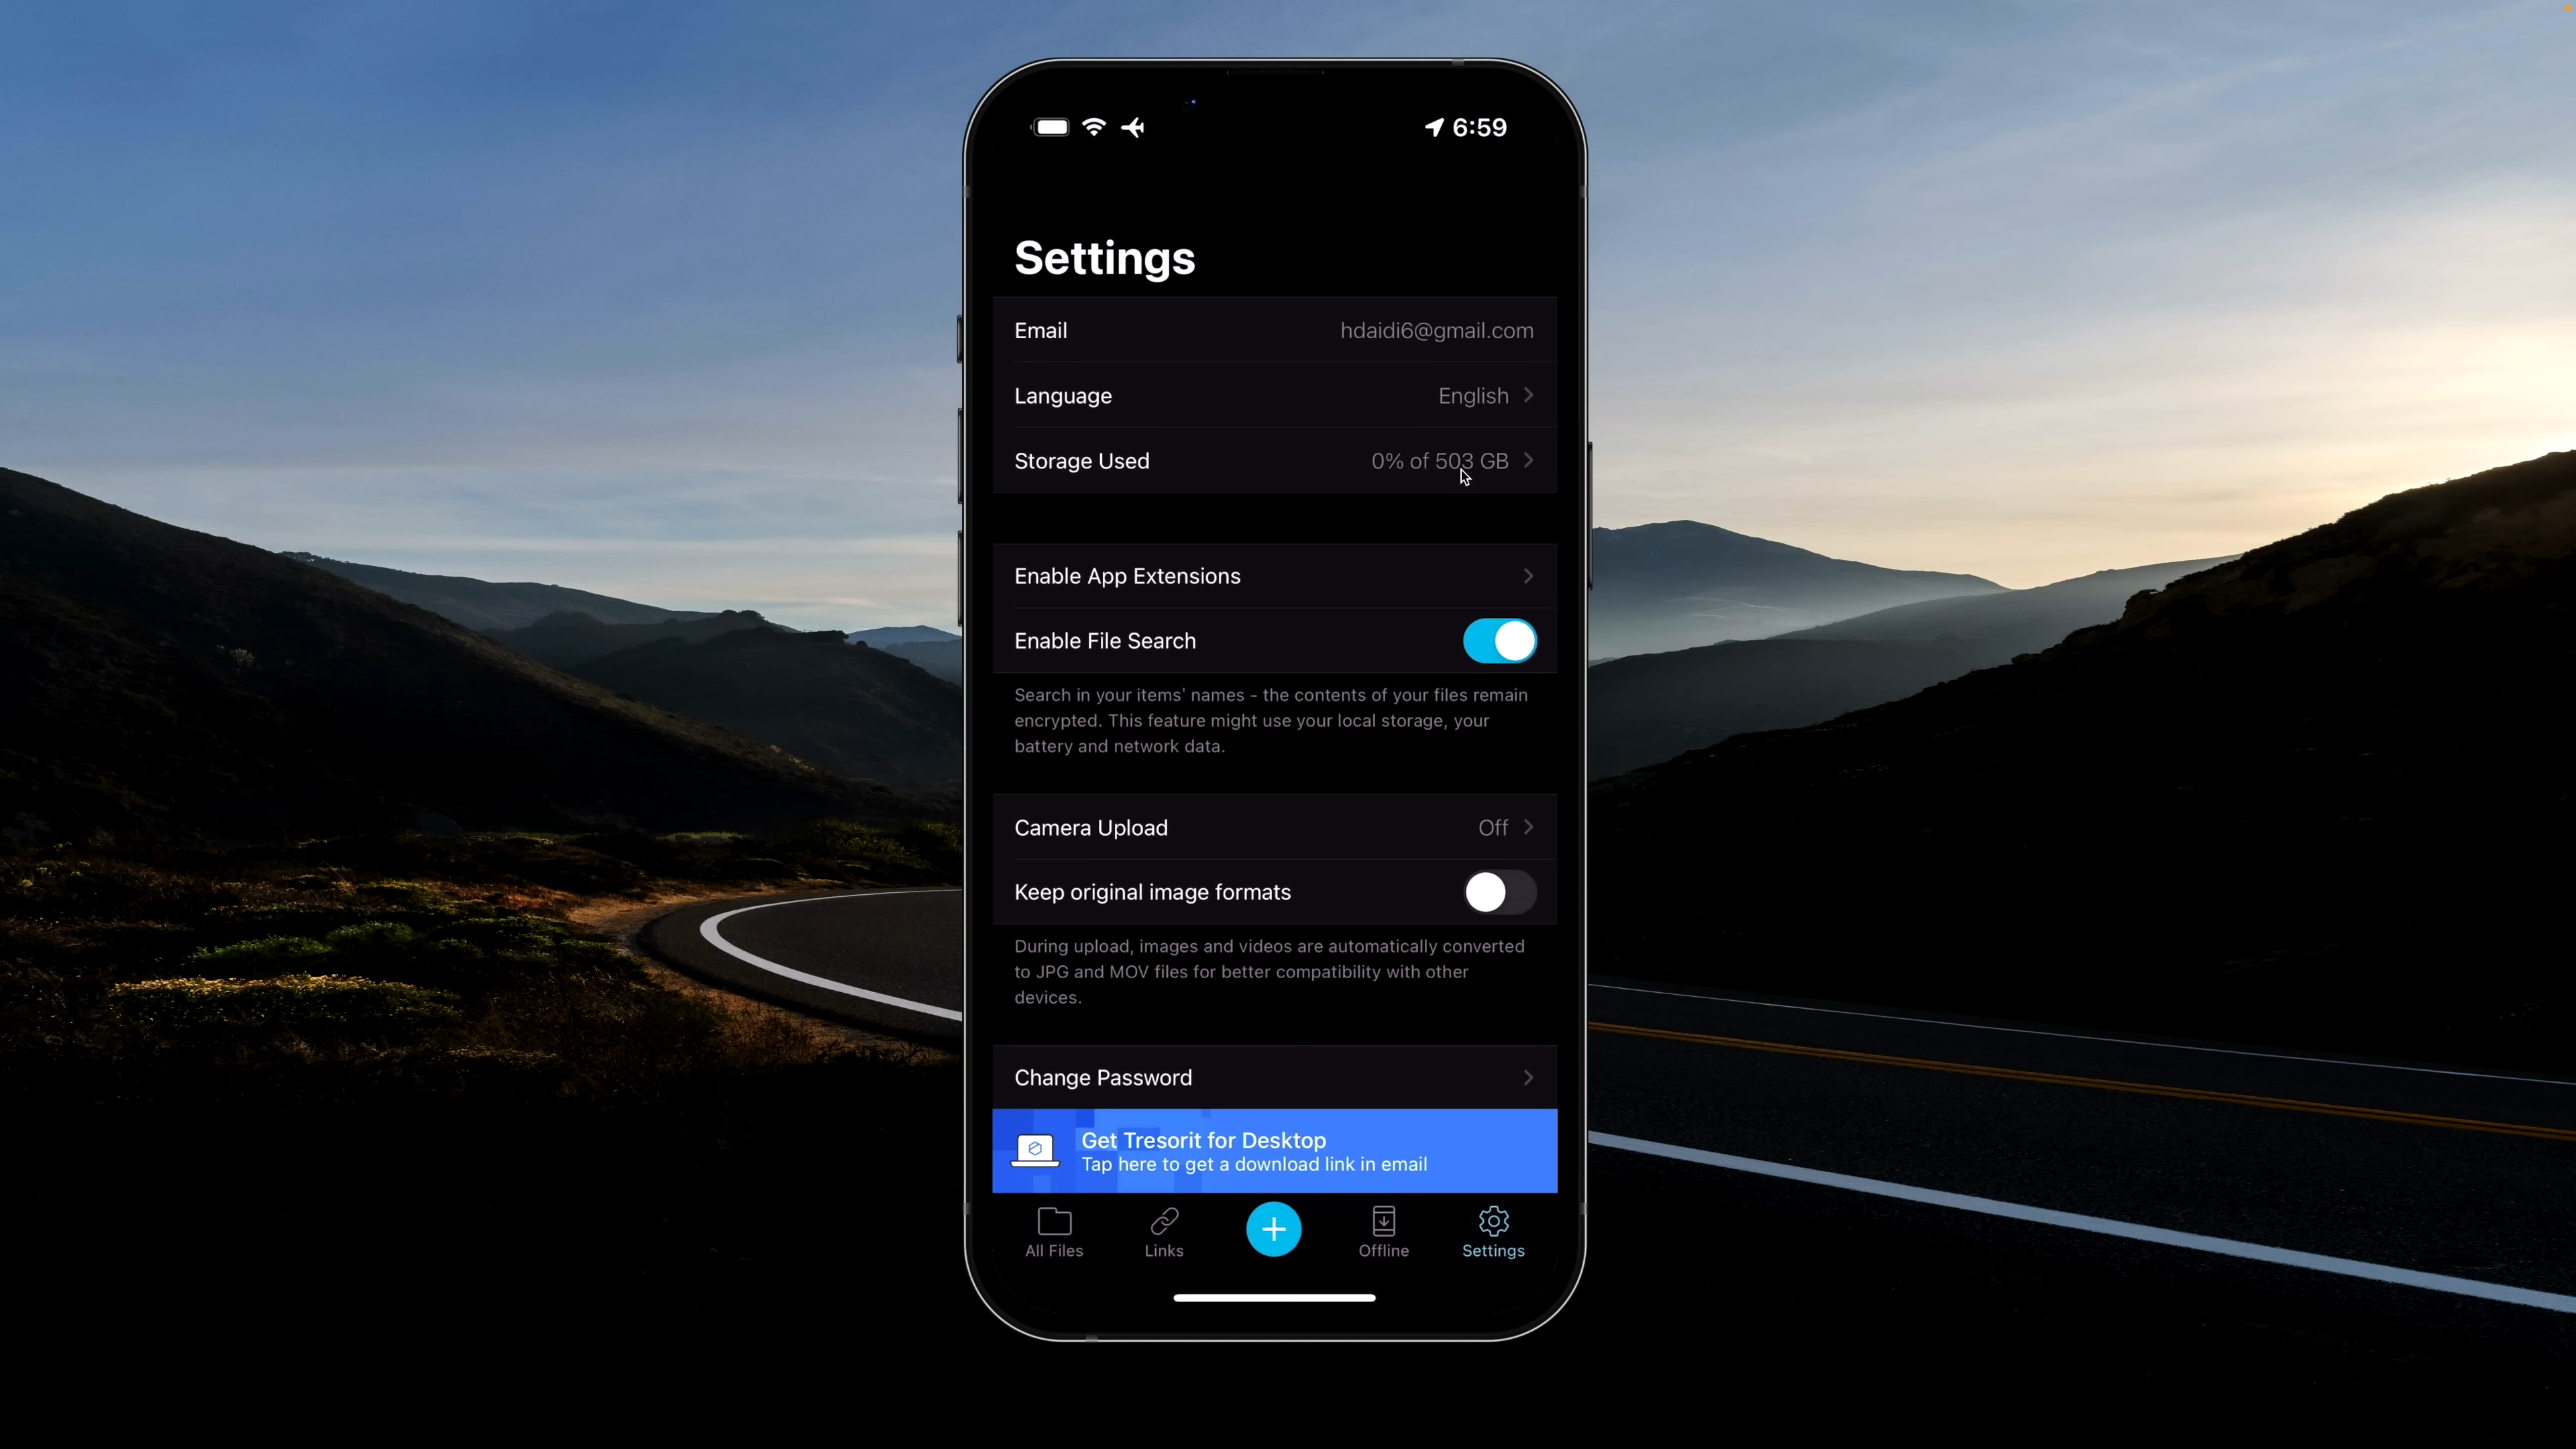 6:59
Settings
Email hdaidi6@gmail.com
Language English
Storage Used 0% of 503 GB
Enable App Extensions
Enable File Search
Search in your items' names - the contents of your files remain
encrypted. This feature might use your local storage, your
battery and network data.
Camera Upload Off
Keep original image formats
During upload, images and videos are automatically converted
to JPG and MOV files for better compatibility with other
devices.
Change Password
Get Tresorit for Desktop
Tap here to get a download link in email
All Files Links Offline Settings